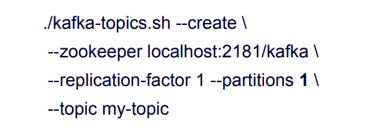 ./kafka-topics.sh --create \
--zookeeper localhost:2181/kafka \
--replication-factor 1 --partitions 1 \
--topic my-topic